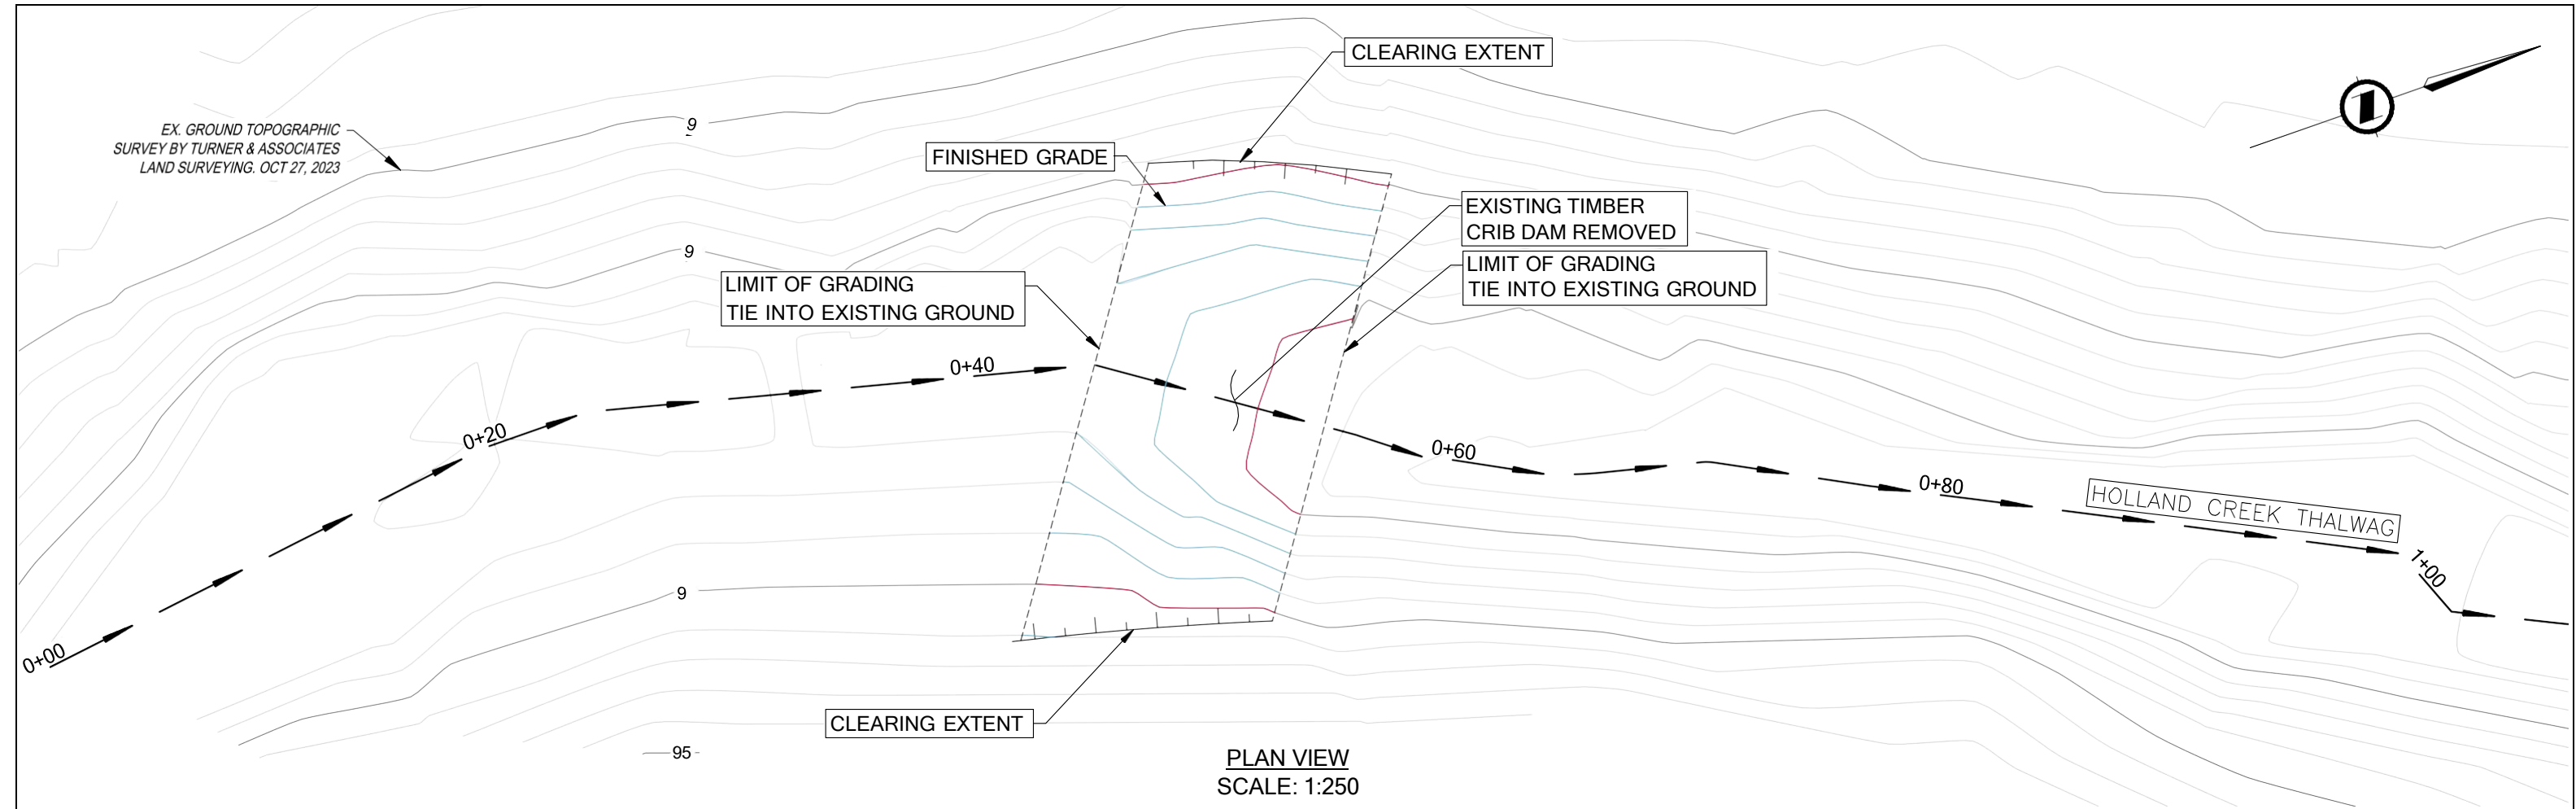 CLEARING EXTENT
EX. GROUND TOPOGRAPHIC
SURVEY BY TURNER & ASSOCIATES
LAND SURVEYING. OCT 27, 2023
9
FINISHED GRADE
EXISTING TIMBER
CRIB DAM REMOVED
9
LIMIT OF GRADING
TIE INTO EXISTING GROUND
LIMIT OF GRADING
TIE INTO EXISTING GROUND
0+40
0+20
0+60
0+80
HOLLAND CREEK THALWAG
1+00
9
0+00
CLEARING EXTENT
95
PLAN VIEW
SCALE: 1:250